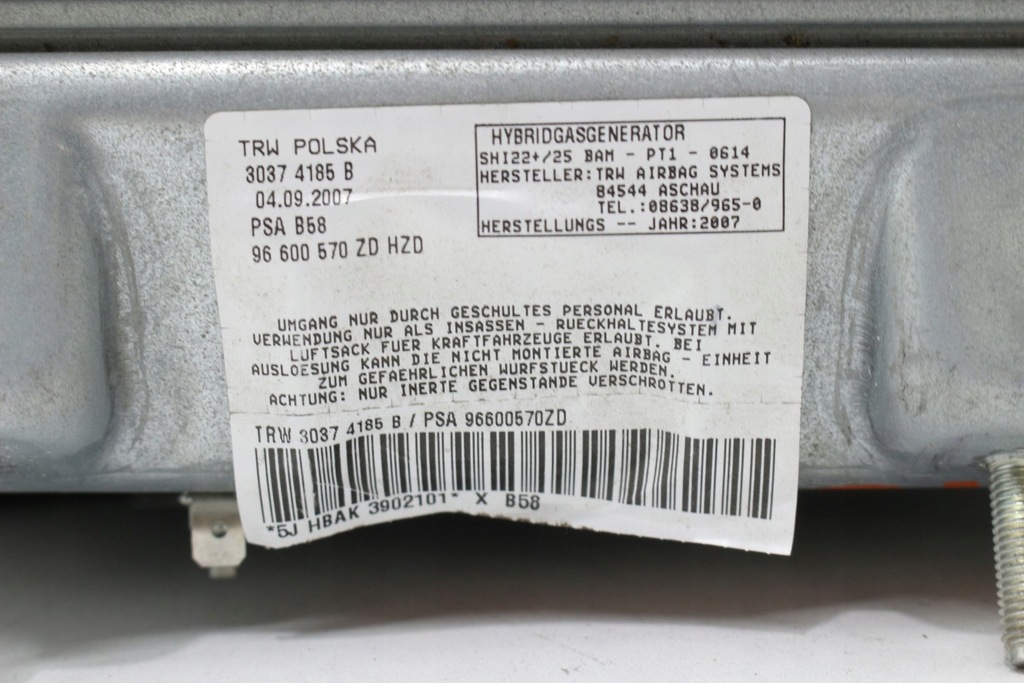 TRW POLSKA
3037 4185 B
04.09.2007
PSA B58
96 600 570 ZD HZD
HYBRIDGASGENERATOR
SHI22+/25 BAM - PT1 - 0614
HERSTELLER:TRW AIRBAG SYSTEMS
84544 ASCHAU
TEL.:08638/965-0
HERSTELLUNGS -- JAHR:2007
UMGANG NUR DURCH GESCHULTES PERSONAL ERLAUBT.
VERWENDUNG NUR ALS INSASSEN - RUECKHALTESYSTEM MIT
LUFTSACK FUER KRAFTFAHRZEUGE ERLAUBT. BEI
AUSLOESUNG KANN DIE NICHT MONTIERTE AIRBAG - EINHEIT
ZUM GEFAEHRLICHEN WURFSTUECK WERDEN.
ACHTUNG: NUR INERTE GEGENSTANDE VERSCHROTTEN.
TRW 3037 4185 B / PSA 96600570ZD
*5J HBAK 3902101* X B58